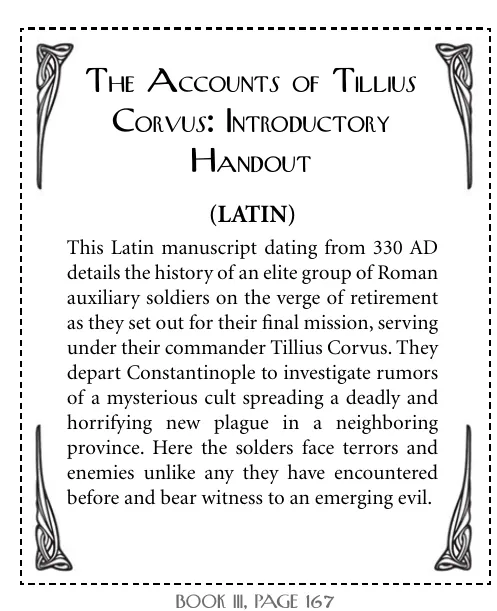 The Accounts of Tillius
Corvus: Introductory
Handout
(LATIN)
This Latin manuscript dating from 330 AD
details the history of an elite group of Roman
auxiliary soldiers on the verge of retirement
as they set out for their final mission, serving
under their commander Tillius Corvus. They
depart Constantinople to investigate rumors
of a mysterious cult spreading a deadly and
horrifying new plague in a neighboring
province. Here the solders face terrors and
enemies unlike any they have encountered
before and bear witness to an emerging evil.
BOOK III, PAGE 167